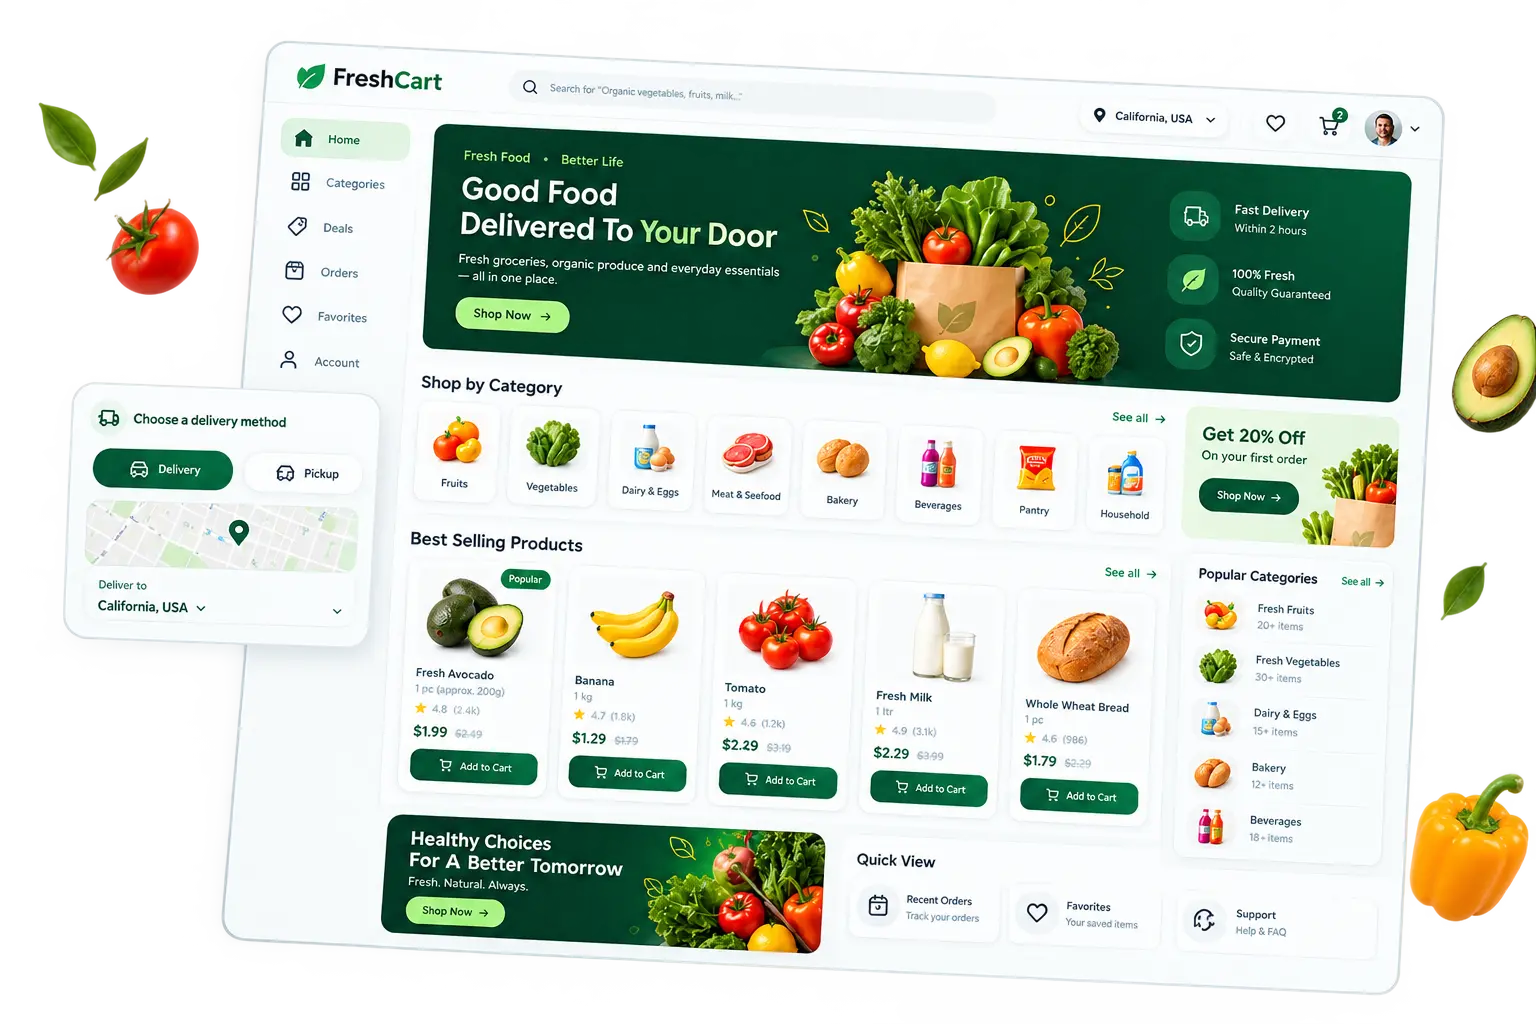 FreshCart
Search for "Organic vegetables, fruits, milk..."
California, USA
2
Home
Categories
Deals
Orders
Favorites
Account
Fresh Food • Better Life
Good Food
Delivered To Your Door
Fresh groceries, organic produce and everyday essentials
— all in one place.
Shop Now →
Fast Delivery
Within 2 hours
100% Fresh
Quality Guaranteed
Secure Payment
Safe & Encrypted
Choose a delivery method
Delivery
Pickup
Deliver to
California, USA
Shop by Category
See all →
Fruits
Vegetables
Dairy & Eggs
Meat & Seefood
Bakery
Beverages
Pantry
Household
Get 20% Off
On your first order
Shop Now →
Best Selling Products
See all →
Popular
Fresh Avocado
1 pc (approx. 200g)
4.8 (2.4k)
$1.99 $2.49
Add to Cart
Banana
1 kg
4.7 (1.8k)
$1.29 $1.79
Add to Cart
Tomato
1 kg
4.6 (1.2k)
$2.29 $3.19
Add to Cart
Fresh Milk
1 ltr
4.9 (3.1k)
$2.29 $3.99
Add to Cart
Whole Wheat Bread
1 pc
4.6 (986)
$1.79 $2.29
Add to Cart
Popular Categories
See all →
Fresh Fruits
20+ items
Fresh Vegetables
30+ items
Dairy & Eggs
15+ items
Bakery
12+ items
Beverages
18+ items
Healthy Choices
For A Better Tomorrow
Fresh. Natural. Always.
Shop Now →
Quick View
Recent Orders
Track your orders
Favorites
Your saved items
Support
Help & FAQ